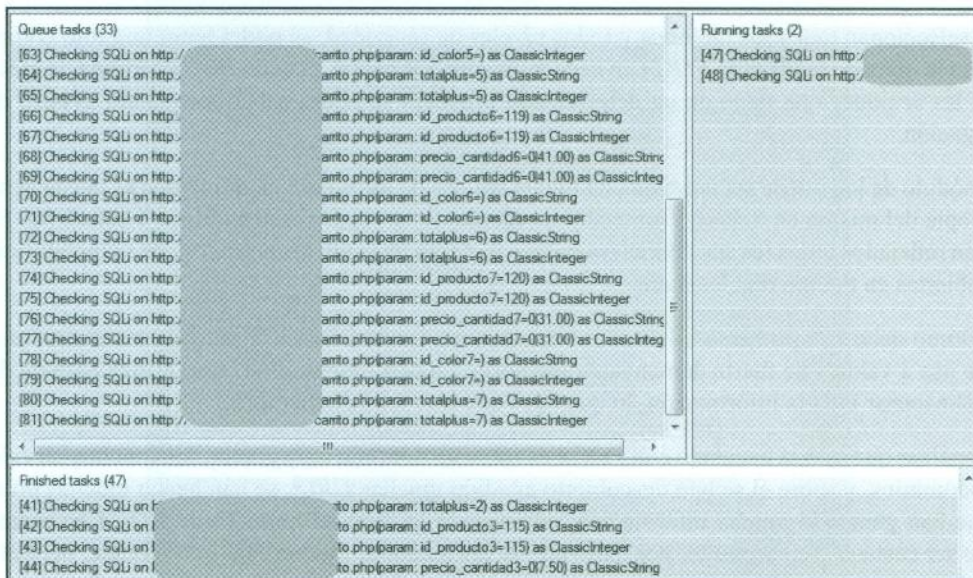 Queue tasks (33)
[63] Checking SQLi on http:/ carrito.php(param: id_color5=) as ClassicInteger
[64] Checking SQLi on http:/ arrito.php(param: totalplus=5) as ClassicString
[65] Checking SQLi on http:/ arrito.php(param: totalplus=5) as ClassicInteger
[66] Checking SQLi on http:/ arrito.php(param: id_producto6=119) as ClassicString
[67] Checking SQLi on http:/ arrito.php(param: id_producto6=119) as ClassicInteger
[68] Checking SQLi on http:/ arrito.php(param: precio_cantidad6=0|41.00) as ClassicString
[69] Checking SQLi on http:/ arrito.php(param: precio_cantidad6=0|41.00) as ClassicInteg
[70] Checking SQLi on http:/ arrito.php(param: id_color6=) as ClassicString
[71] Checking SQLi on http:/ arrito.php(param: id_color6=) as ClassicInteger
[72] Checking SQLi on http:/ arrito.php(param: totalplus=6) as ClassicString
[73] Checking SQLi on http:/ arrito.php(param: totalplus=6) as ClassicInteger
[74] Checking SQLi on http:/ arrito.php(param: id_producto7=120) as ClassicString
[75] Checking SQLi on http:/ arrito.php(param: id_producto7=120) as ClassicInteger
[76] Checking SQLi on http:/ arrito.php(param: precio_cantidad7=0|31.00) as ClassicString
[77] Checking SQLi on http:/ arrito.php(param: precio_cantidad7=0|31.00) as ClassicInteg
[78] Checking SQLi on http:/ arrito.php(param: id_color7=) as ClassicString
[79] Checking SQLi on http:/ arrito.php(param: id_color7=) as ClassicInteger
[80] Checking SQLi on http:/ arrito.php(param: totalplus=7) as ClassicString
[81] Checking SQLi on http:/ carrito.php(param: totalplus=7) as ClassicInteger
Running tasks (2)
[47] Checking SQLi on http:/
[48] Checking SQLi on http:/
Finished tasks (47)
[41] Checking SQLi on h to.php(param: totalplus=2) as ClassicInteger
[42] Checking SQLi on to.php(param: id_producto3=115) as ClassicString
[43] Checking SQLi on to.php(param: id_producto3=115) as ClassicInteger
[44] Checking SQLi on to.php(param: precio_cantidad3=0|7.50) as ClassicString